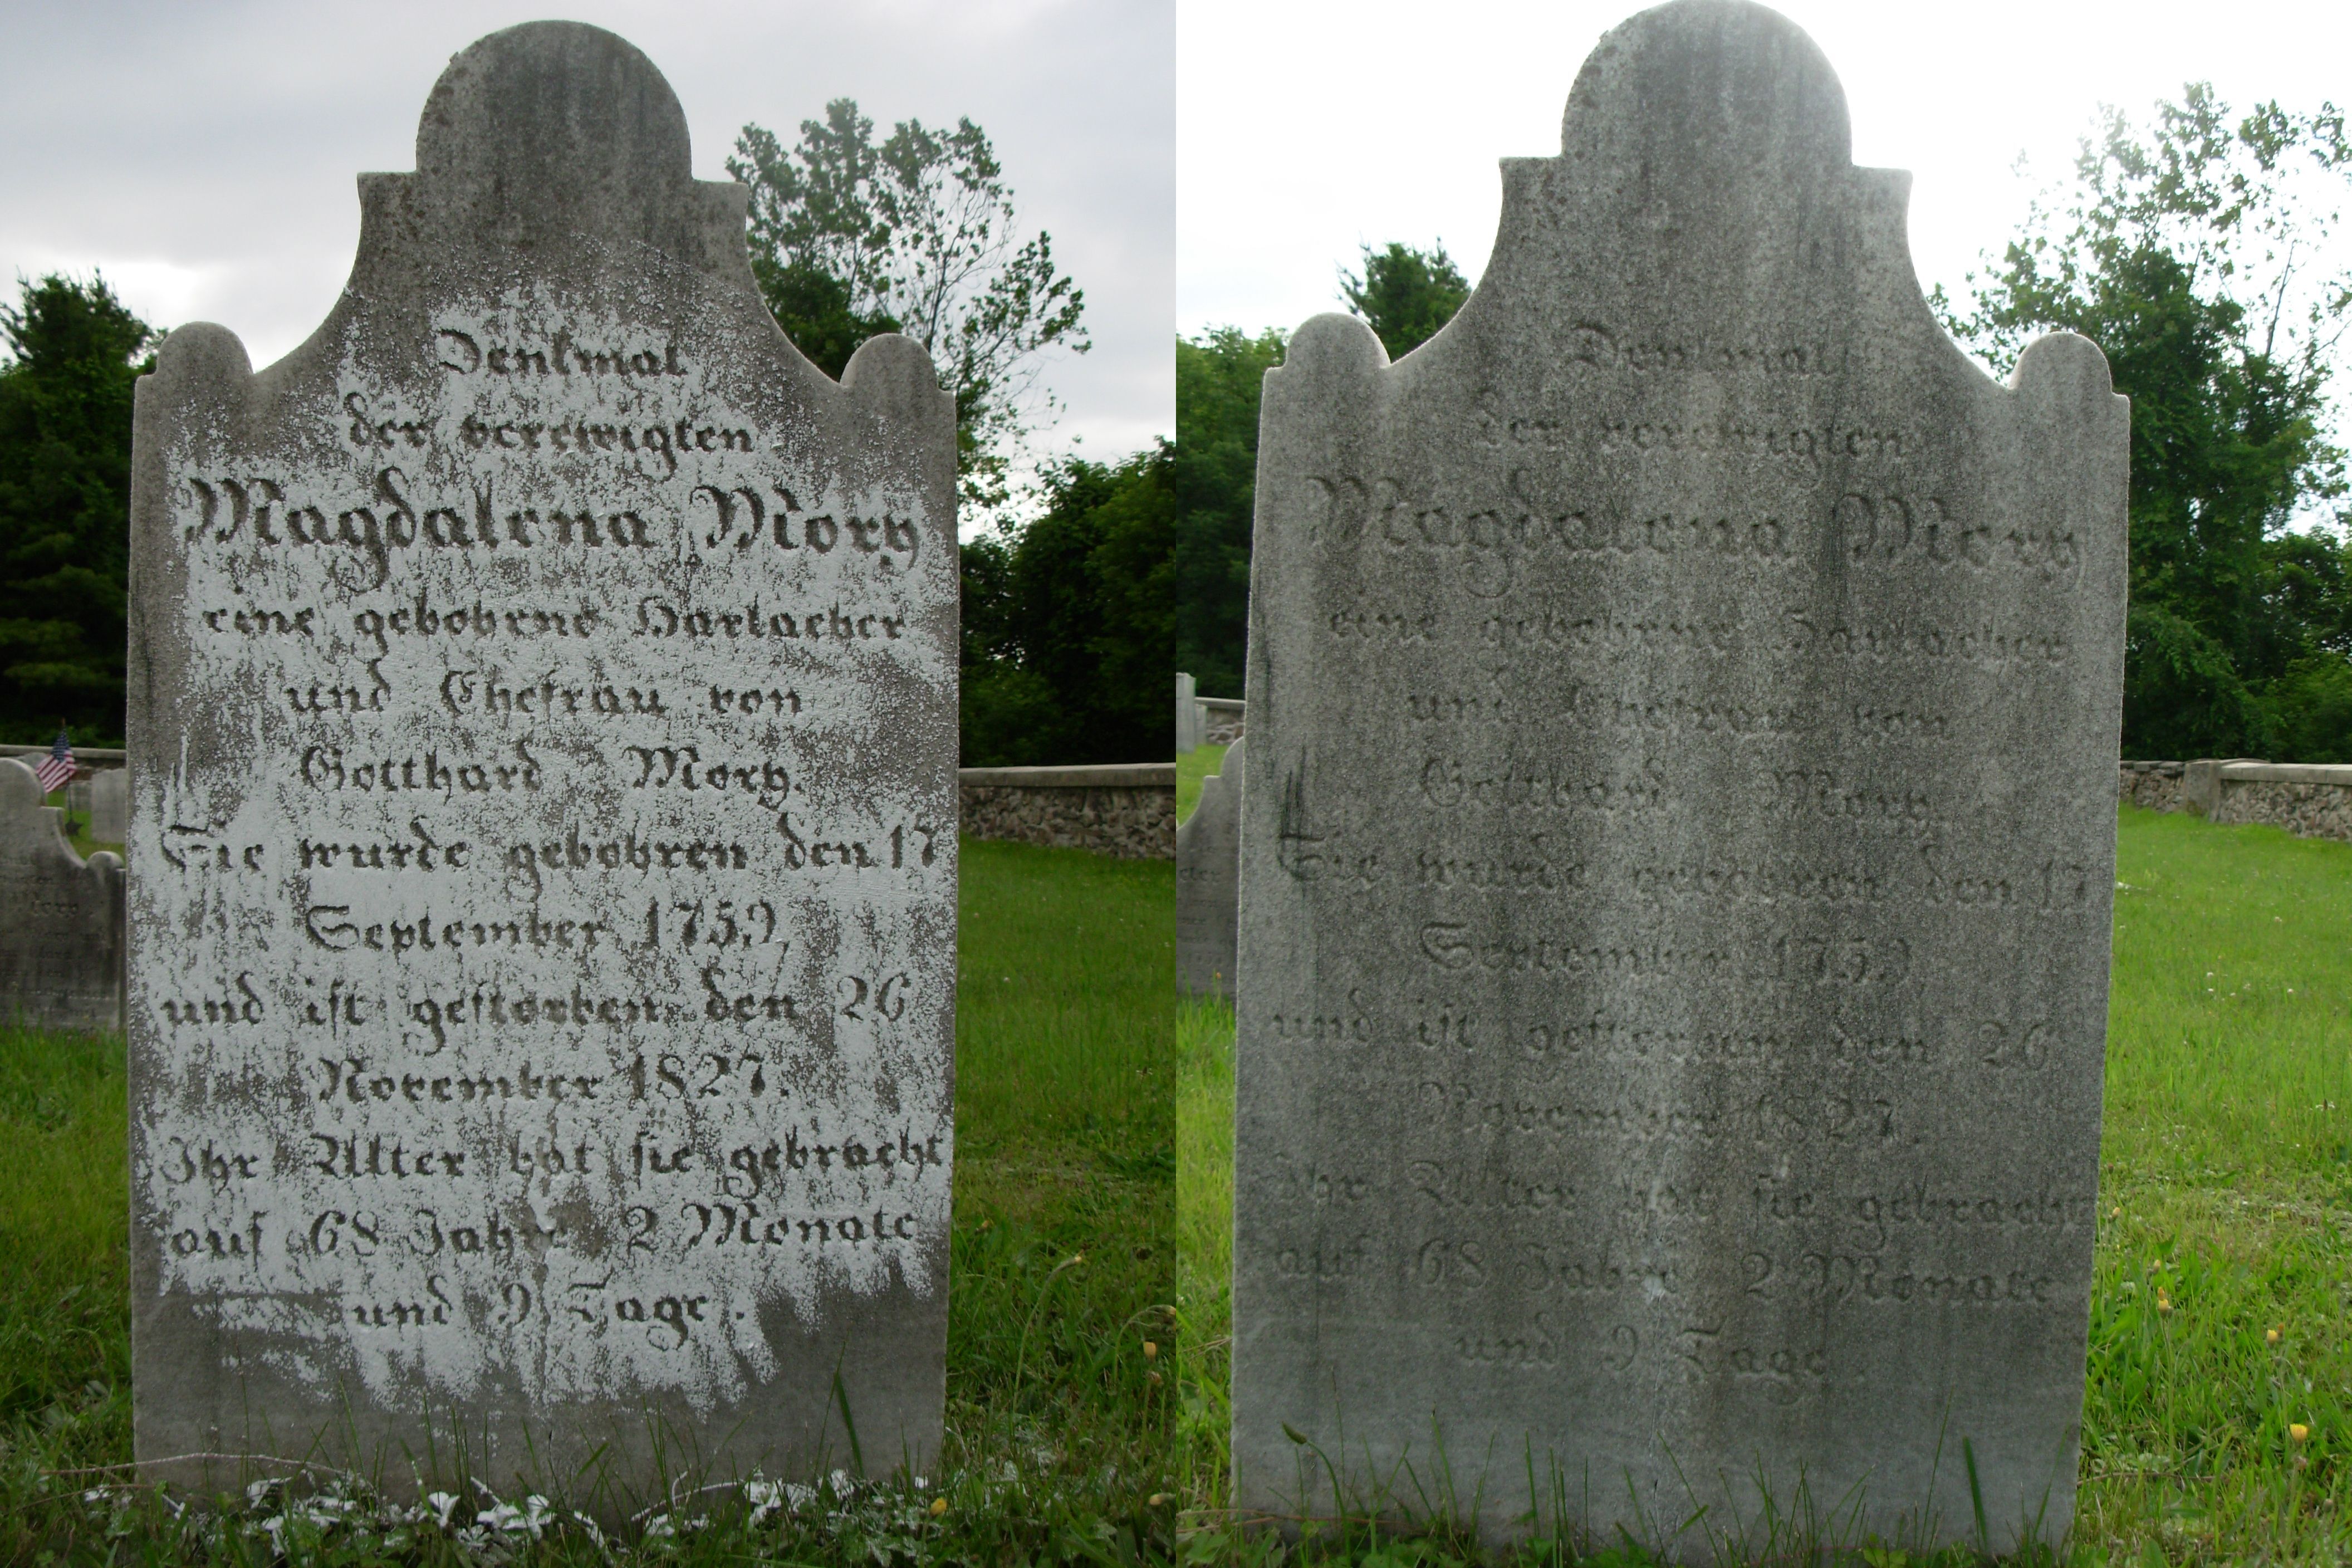 Denkmal
der verewigten
Magdalena Mory
eine gebohrne Harlacher
und Ehefrau von
Gotthard Mory.
Sie wurde gebohren den 17
September 1759,
und ist gestorben den 26
November 1827.
Ihr Alter hat sie gebracht
auf 68 Jahre 2 Monate
und 9 Tage.
Denkmal
der verewigten
Magdalena Mory
eine gebohrne Harlacher
und Ehefrau von
Gotthard Mory.
Sie wurde gebohren den 17
September 1759
und ist gestorben den 26
November 1827.
Ihr Alter hat sie gebracht
auf 68 Jahre 2 Monate
und 9 Tage.